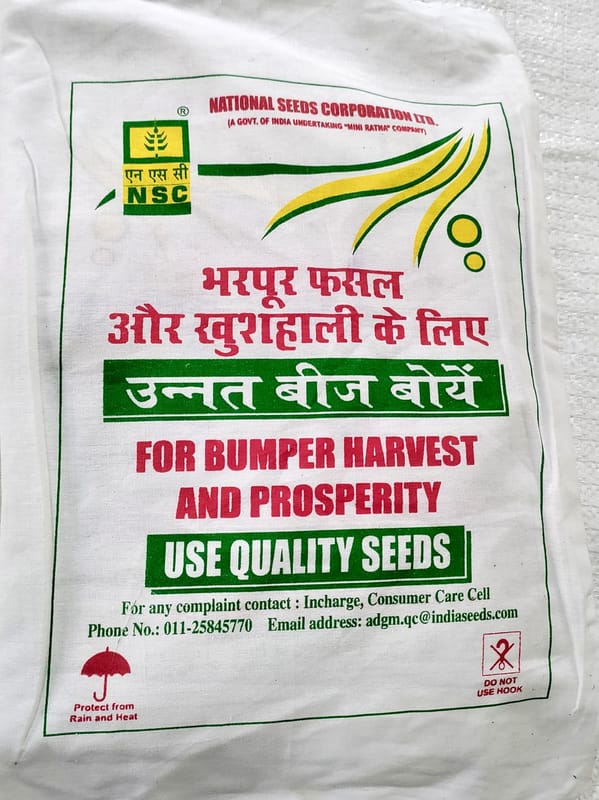 NATIONAL SEEDS CORPORATION LTD.
(A GOVT. OF INDIA UNDERTAKING "MINI RATNA" COMPANY)
®
एन एस सी
NSC
भरपूर फसल
और खुशहाली के लिए
उन्नत बीज बोयें
FOR BUMPER HARVEST
AND PROSPERITY
USE QUALITY SEEDS
For any complaint contact : Incharge, Consumer Care Cell
Phone No.: 011-25845770 Email address: adgm.qc@indiaseeds.com
Protect from
Rain and Heat
DO NOT
USE HOOK